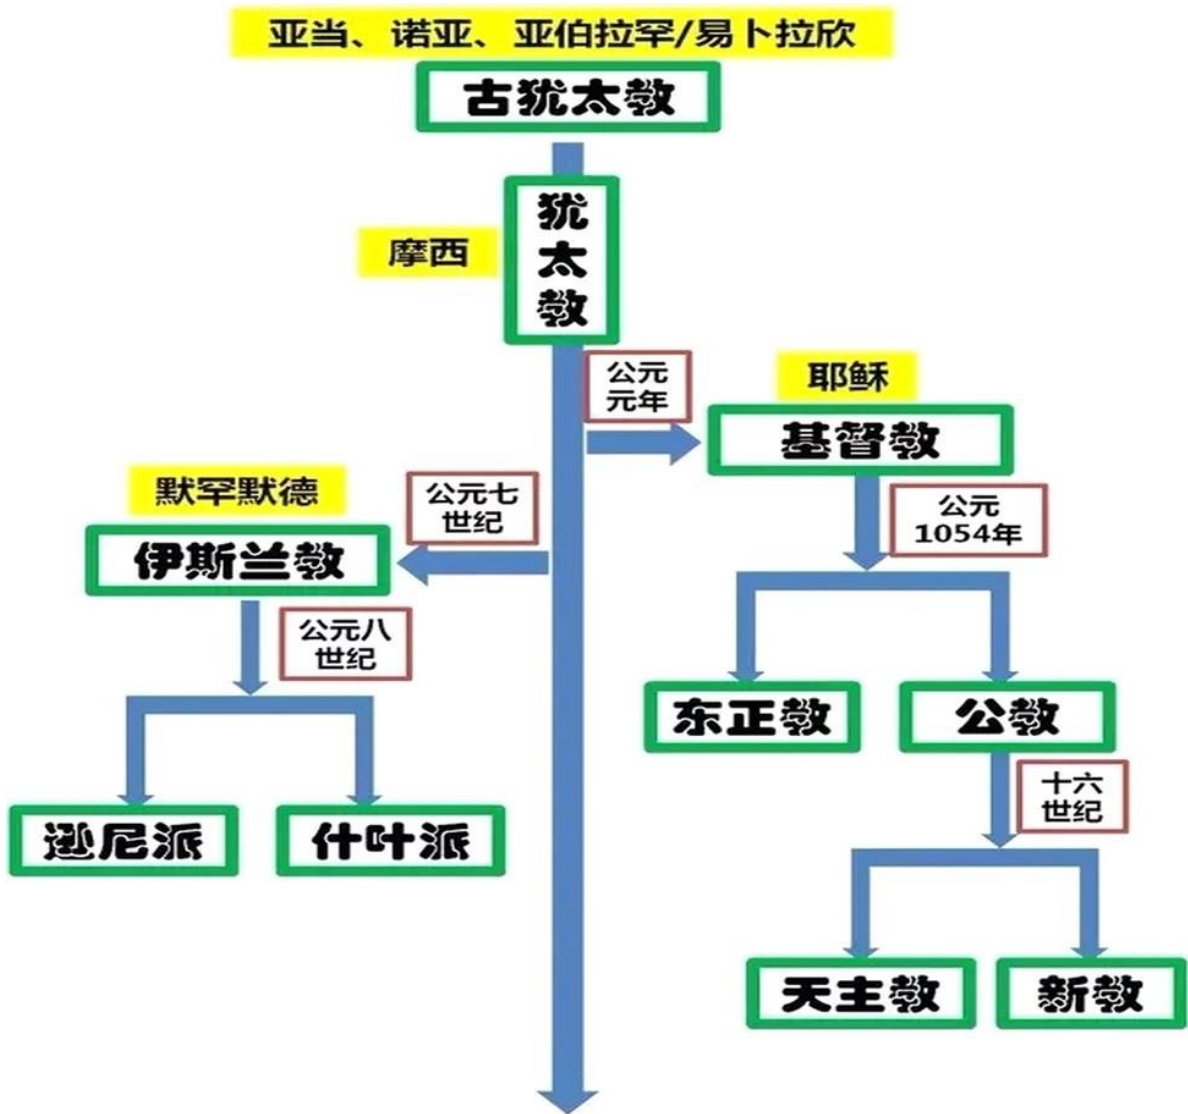 亚当、诺亚、亚伯拉罕/易卜拉欣
古犹太教
摩西
犹
太
教
公元
元年
耶稣
基督教
默罕默德
公元七
世纪
伊斯兰教
公元
1054年
公元八
世纪
东正教
公教
逊尼派
什叶派
十六
世纪
天主教
新教